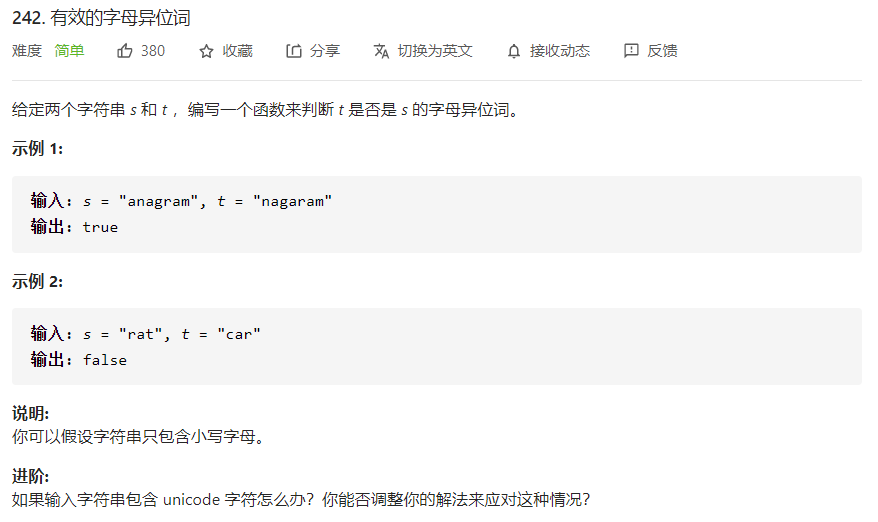 242. 有效的字母异位词
难度 简单 380 收藏 分享 切换为英文 接收动态 反馈
给定两个字符串 s 和 t ，编写一个函数来判断 t 是否是 s 的字母异位词。
示例 1:
输入: s = "anagram", t = "nagaram"
输出: true
示例 2:
输入: s = "rat", t = "car"
输出: false
说明:
你可以假设字符串只包含小写字母。
进阶:
如果输入字符串包含 unicode 字符怎么办？你能否调整你的解法来应对这种情况？